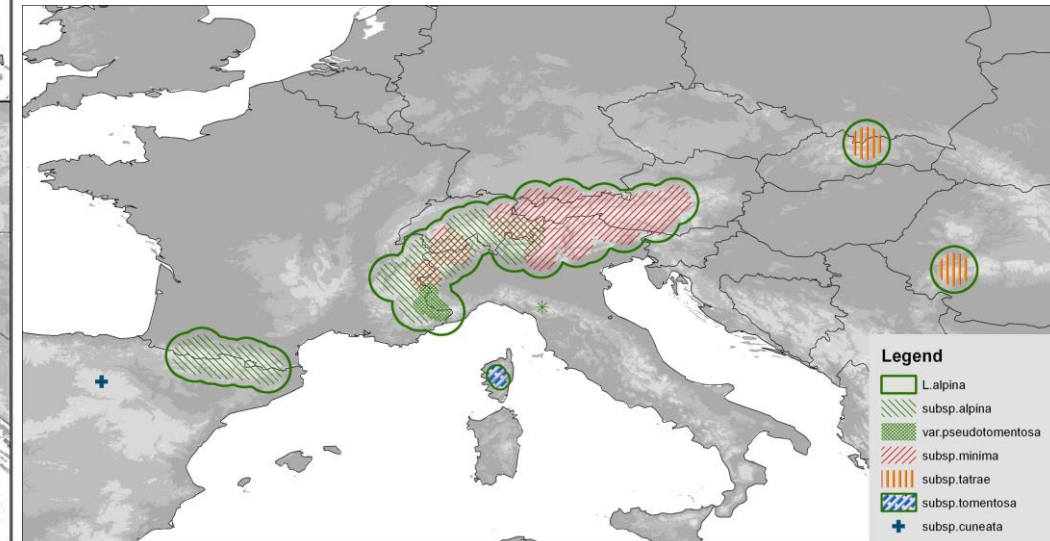 Legend
L.alpina
subsp.alpina
var.pseudotomentosa
subsp.minima
subsp.tatrae
subsp.tomentosa
subsp.cuneata